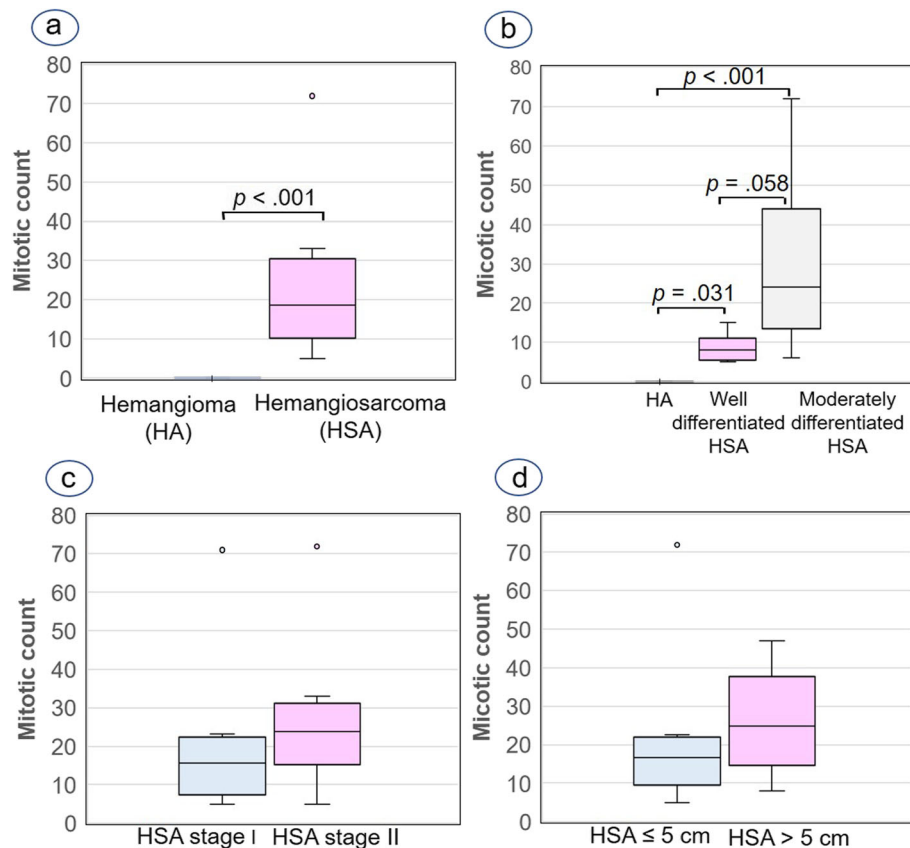 a
80
70
60
50
40
30
20
10
0
Mitotic count
p < .001
Hemangioma
(HA)
Hemangiosarcoma
(HSA)
b
80
70
60
50
40
30
20
10
0
Micotic count
p < .001
p = .058
p = .031
HA
Well
differentiated
HSA
Moderately
differentiated
HSA
c
80
70
60
50
40
30
20
10
0
Mitotic count
HSA stage I
HSA stage II
d
80
70
60
50
40
30
20
10
0
Micotic count
HSA ≤ 5 cm
HSA > 5 cm